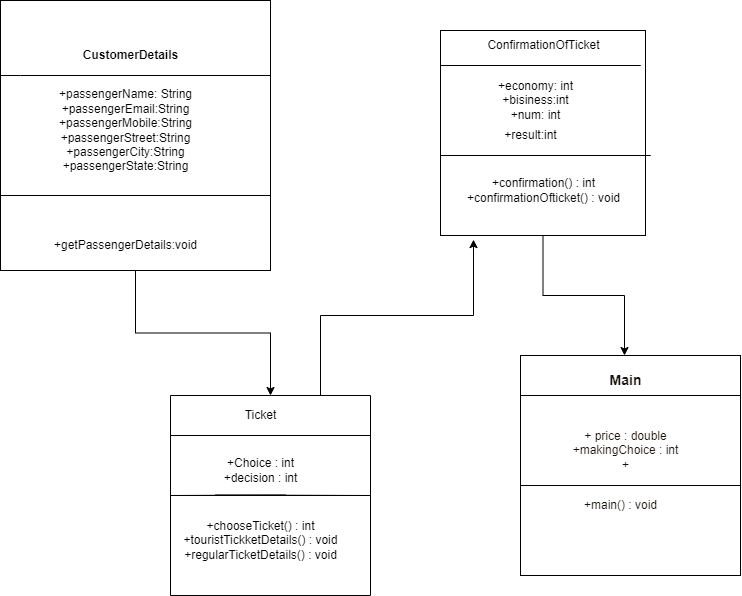 CustomerDetails
+passengerName: String
+passengerEmail:String
+passengerMobile:String
+passengerStreet:String
+passengerCity:String
+passengerState:String
+getPassengerDetails:void
ConfirmationOfTicket
+economy: int
+bisiness:int
+num: int
+result:int
+confirmation() : int
+confirmationOfticket() : void
Ticket
+Choice : int
+decision : int
+chooseTicket() : int
+touristTickketDetails() : void
+regularTicketDetails() : void
Main
+ price : double
+makingChoice : int
+
+main() : void